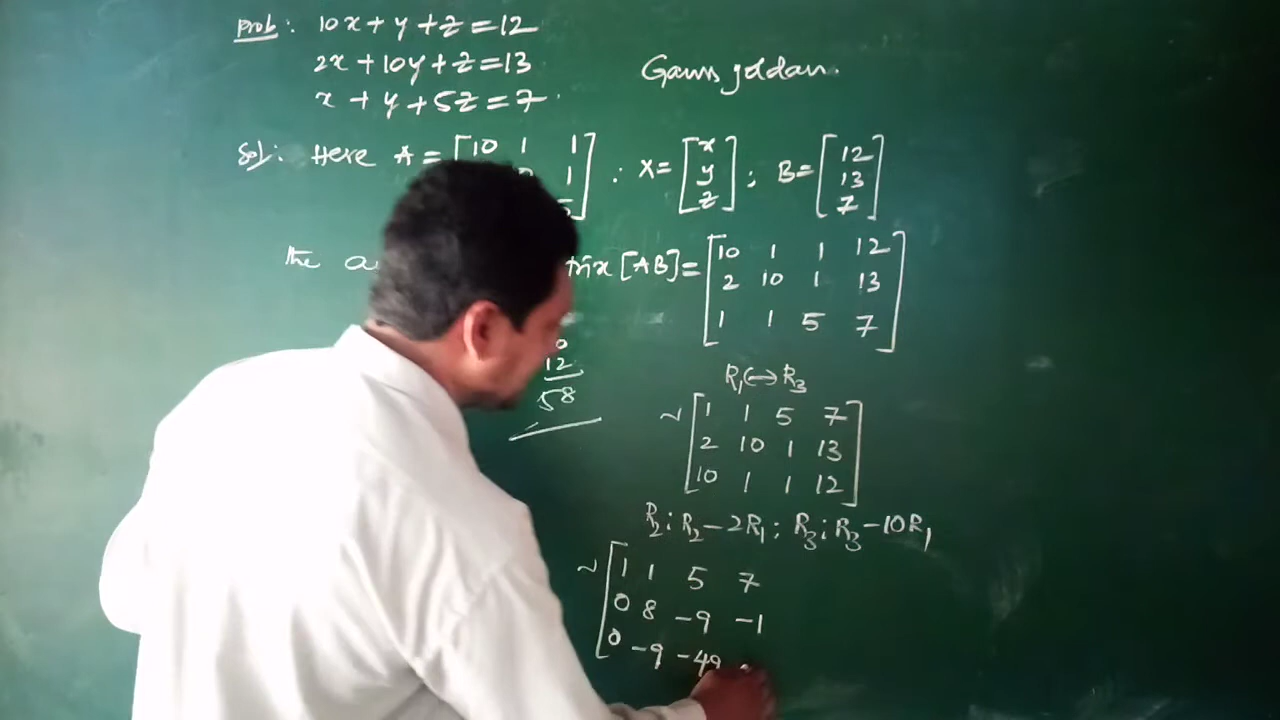 Prob: 10x + y + z = 12
2x + 10y + z = 13
x + y + 5z = 7.
Gauss Joldan.
Sol: Here A = [10 1 1
1
X = [x
y
z] ; B = [12
13
7]
the
trix [AB] = [10 1 1 12
2 10 1 13
1 1 5 7]
12
58
R1 ↔ R3
~ [1 1 5 7
2 10 1 13
10 1 1 12]
R2 : R2 - 2R1 ; R3 : R3 - 10R1
~ [1 1 5 7
0 8 -9 -1
0 -9 -49